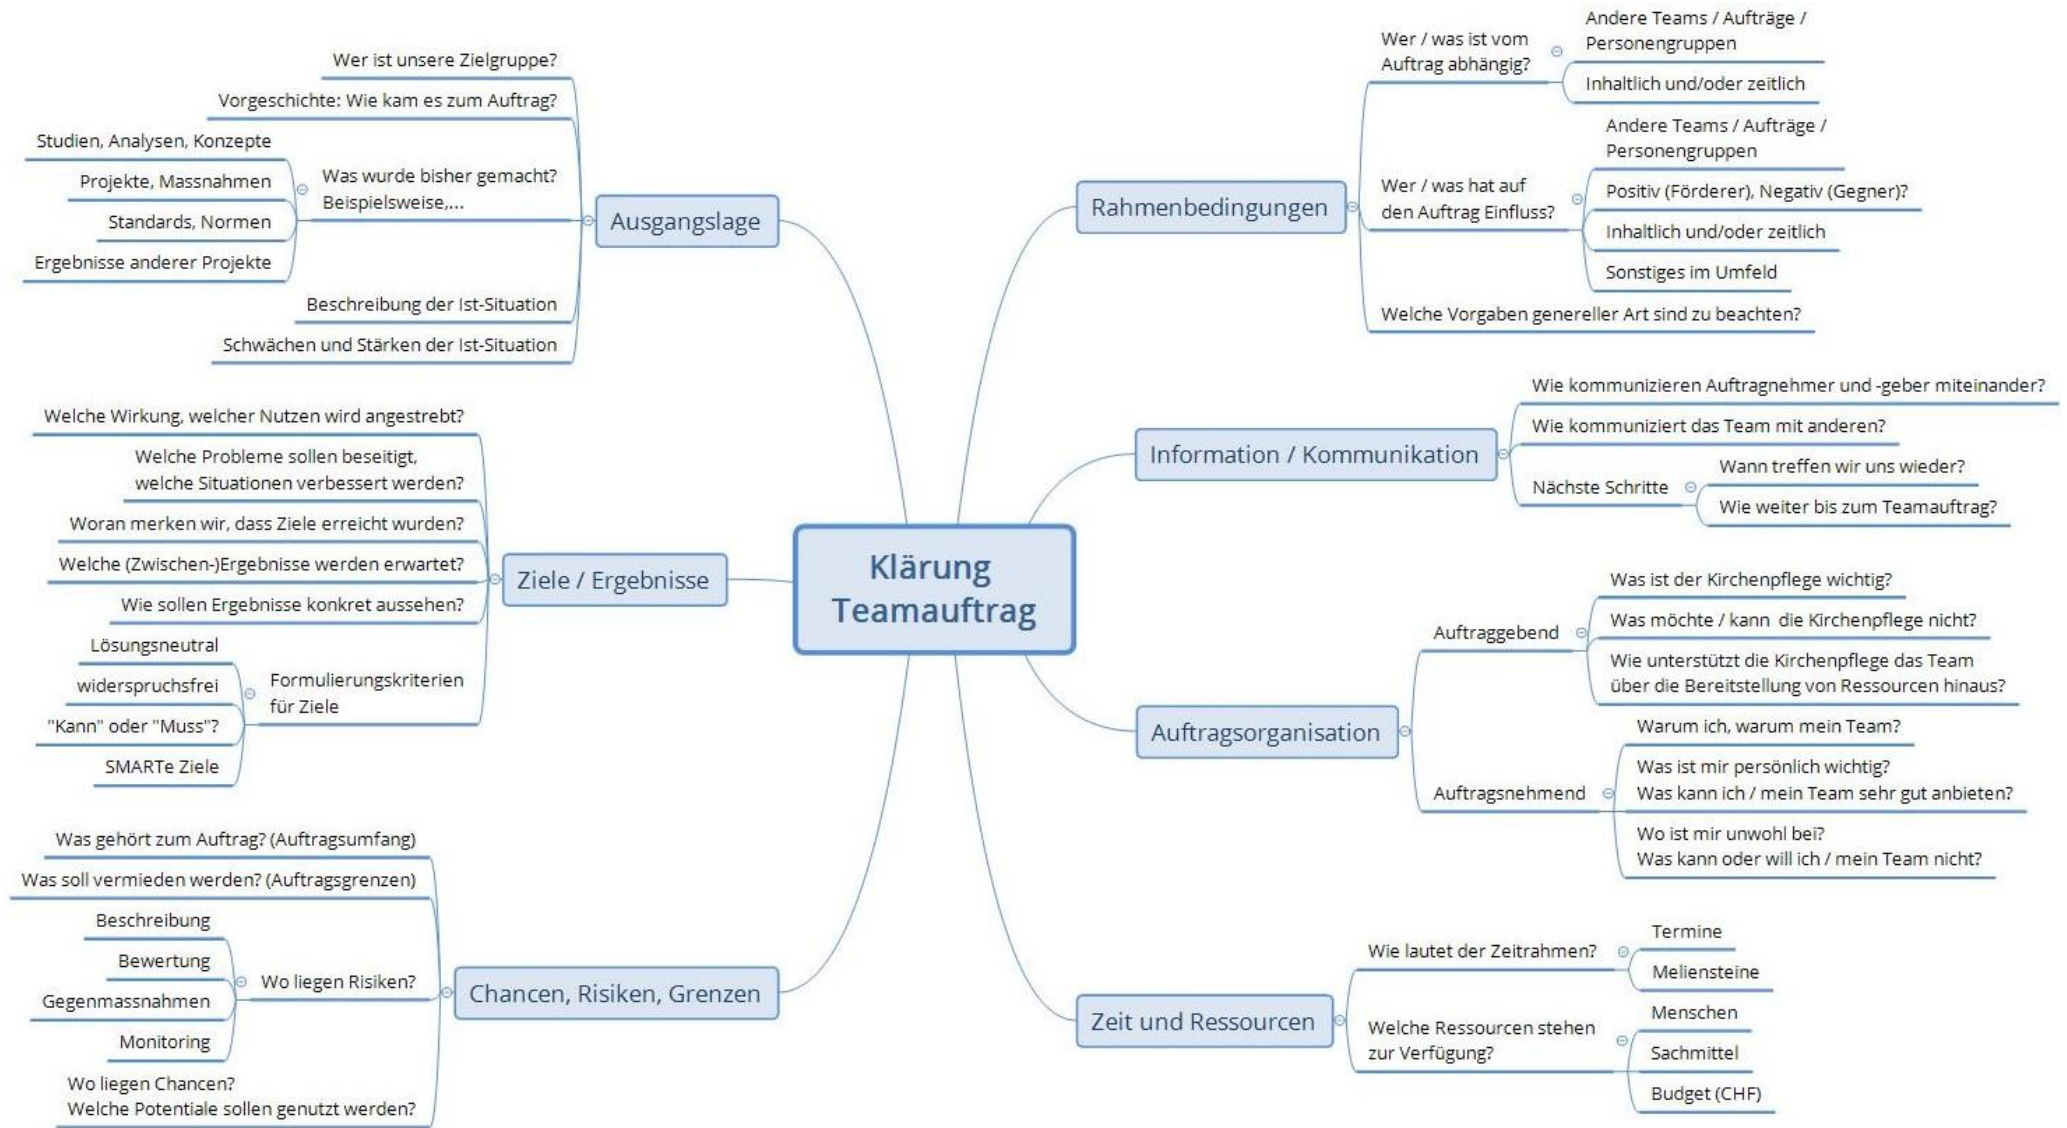 Klärung
Teamauftrag
Ausgangslage
Wer ist unsere Zielgruppe?
Vorgeschichte: Wie kam es zum Auftrag?
Was wurde bisher gemacht?
Beispielsweise,...
Studien, Analysen, Konzepte
Projekte, Massnahmen
Standards, Normen
Ergebnisse anderer Projekte
Beschreibung der Ist-Situation
Schwächen und Stärken der Ist-Situation
Ziele / Ergebnisse
Welche Wirkung, welcher Nutzen wird angestrebt?
Welche Probleme sollen beseitigt,
welche Situationen verbessert werden?
Woran merken wir, dass Ziele erreicht wurden?
Welche (Zwischen-)Ergebnisse werden erwartet?
Wie sollen Ergebnisse konkret aussehen?
Formulierungskriterien
für Ziele
Lösungsneutral
widerspruchsfrei
"Kann" oder "Muss"?
SMARTe Ziele
Chancen, Risiken, Grenzen
Was gehört zum Auftrag? (Auftragsumfang)
Was soll vermieden werden? (Auftragsgrenzen)
Wo liegen Risiken?
Beschreibung
Bewertung
Gegenmassnahmen
Monitoring
Wo liegen Chancen?
Welche Potentiale sollen genutzt werden?
Rahmenbedingungen
Wer / was ist vom
Auftrag abhängig?
Andere Teams / Aufträge /
Personengruppen
Inhaltlich und/oder zeitlich
Wer / was hat auf
den Auftrag Einfluss?
Andere Teams / Aufträge /
Personengruppen
Positiv (Förderer), Negativ (Gegner)?
Inhaltlich und/oder zeitlich
Sonstiges im Umfeld
Welche Vorgaben genereller Art sind zu beachten?
Information / Kommunikation
Wie kommunizieren Auftragnehmer und -geber miteinander?
Wie kommuniziert das Team mit anderen?
Nächste Schritte
Wann treffen wir uns wieder?
Wie weiter bis zum Teamauftrag?
Auftragsorganisation
Auftraggebend
Was ist der Kirchenpflege wichtig?
Was möchte / kann die Kirchenpflege nicht?
Wie unterstützt die Kirchenpflege das Team
über die Bereitstellung von Ressourcen hinaus?
Auftragsnehmend
Warum ich, warum mein Team?
Was ist mir persönlich wichtig?
Was kann ich / mein Team sehr gut anbieten?
Wo ist mir unwohl bei?
Was kann oder will ich / mein Team nicht?
Zeit und Ressourcen
Wie lautet der Zeitrahmen?
Termine
Meliensteine
Welche Ressourcen stehen
zur Verfügung?
Menschen
Sachmittel
Budget (CHF)